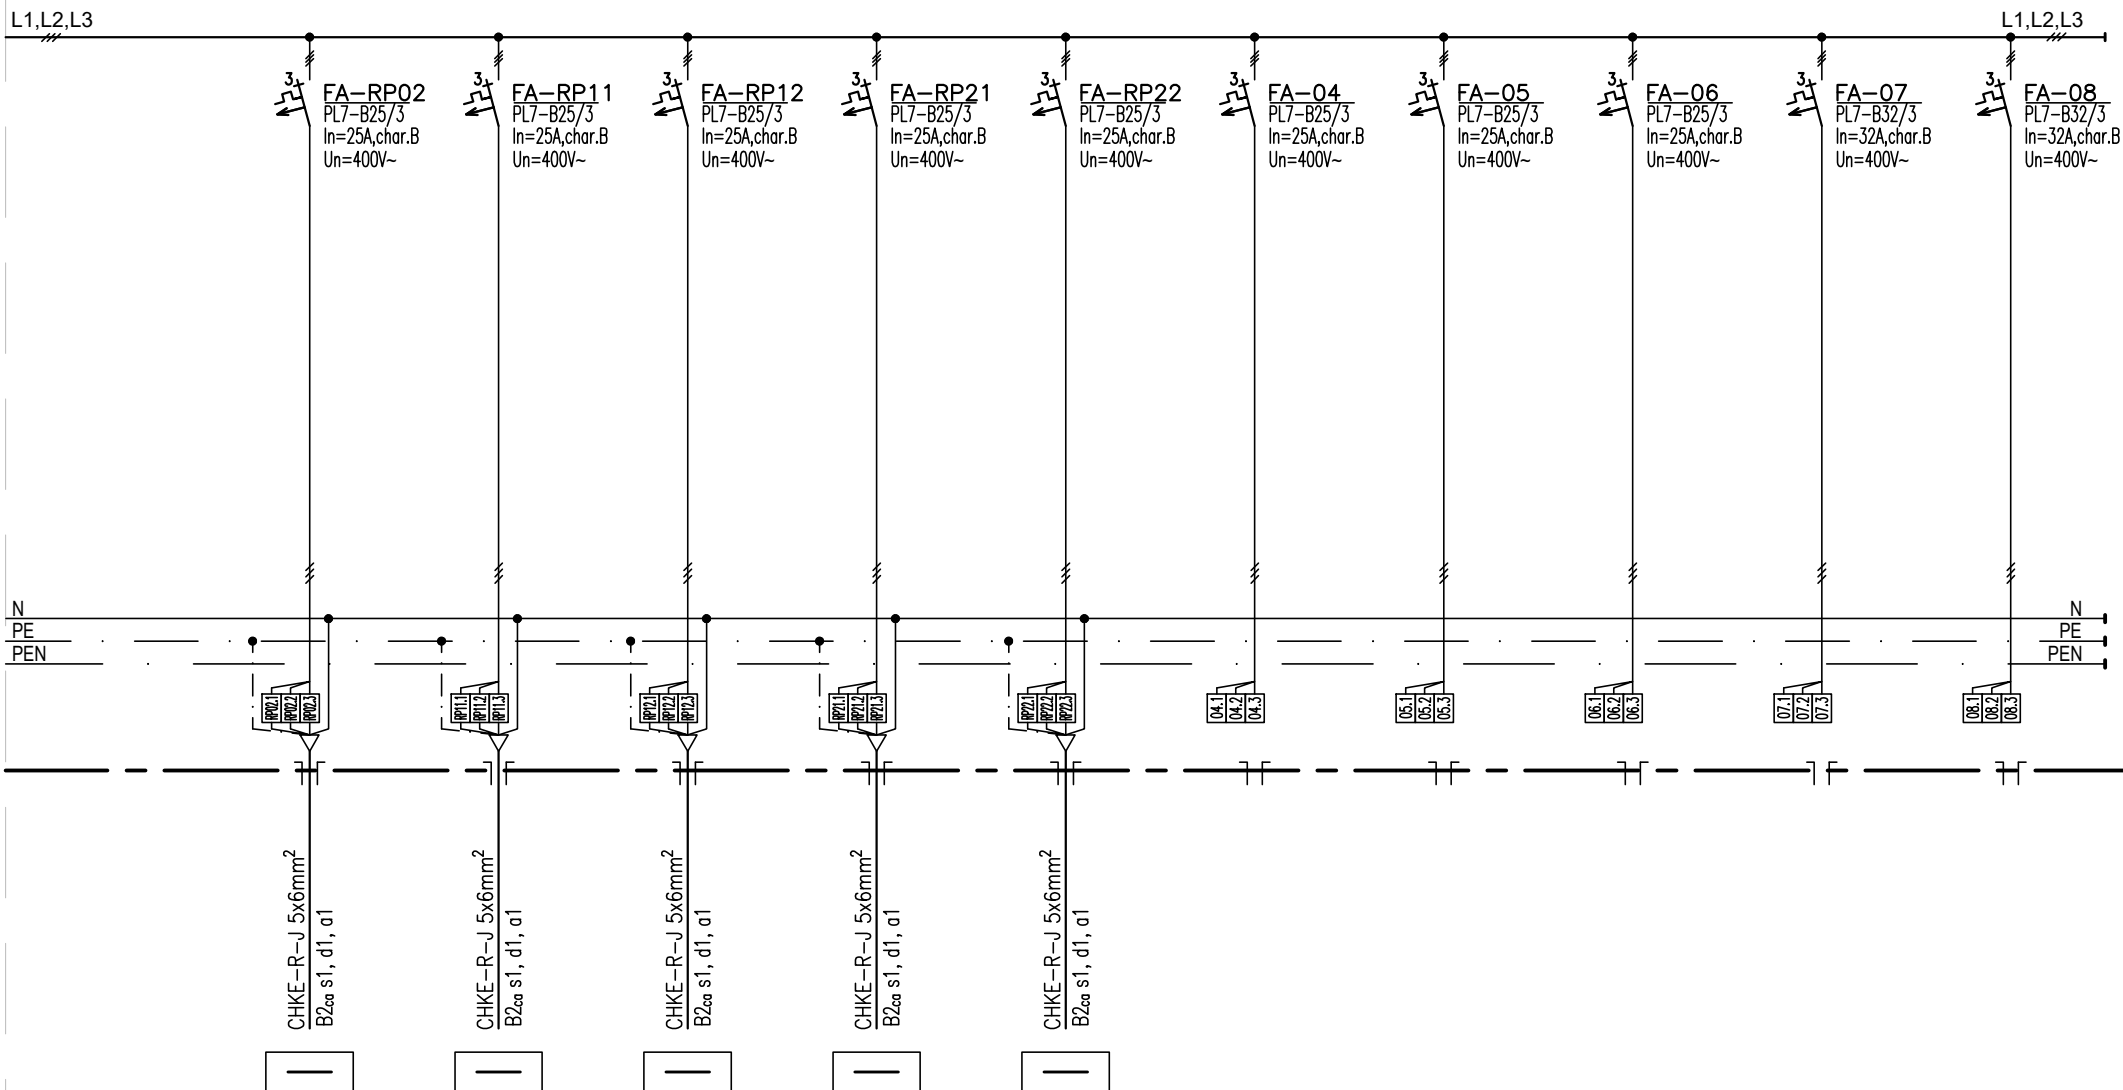 L1,L2,L3
L1,L2,L3
3
FA-RP02
PL7-B25/3
In=25A,char.B
Un=400V~
3
FA-RP11
PL7-B25/3
In=25A,char.B
Un=400V~
3
FA-RP12
PL7-B25/3
In=25A,char.B
Un=400V~
3
FA-RP21
PL7-B25/3
In=25A,char.B
Un=400V~
3
FA-RP22
PL7-B25/3
In=25A,char.B
Un=400V~
3
FA-04
PL7-B25/3
In=25A,char.B
Un=400V~
3
FA-05
PL7-B25/3
In=25A,char.B
Un=400V~
3
FA-06
PL7-B25/3
In=25A,char.B
Un=400V~
3
FA-07
PL7-B32/3
In=32A,char.B
Un=400V~
3
FA-08
PL7-B32/3
In=32A,char.B
Un=400V~
N
N
PE
PE
PEN
PEN
RP02.1
RP02.2
RP02.3
RP11.1
RP11.2
RP11.3
RP12.1
RP12.2
RP12.3
RP21.1
RP21.2
RP21.3
RP22.1
RP22.2
RP22.3
04.1
04.2
04.3
05.1
05.2
05.3
06.1
06.2
06.3
07.1
07.2
07.3
08.1
08.2
08.3
CHKE-R-J 5x6mm²
B2ca s1, d1, a1
CHKE-R-J 5x6mm²
B2ca s1, d1, a1
CHKE-R-J 5x6mm²
B2ca s1, d1, a1
CHKE-R-J 5x6mm²
B2ca s1, d1, a1
CHKE-R-J 5x6mm²
B2ca s1, d1, a1